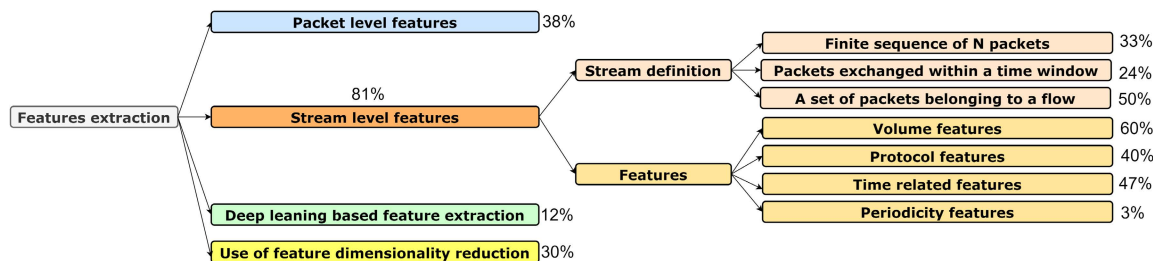 Packet level features 38%
Finite sequence of N packets 33%
Stream definition Packets exchanged within a time window 24%
81%
A set of packets belonging to a flow 50%
Features extraction Stream level features
Volume features 60%
Protocol features 40%
Features Time related features 47%
Deep leaning based feature extraction 12% Periodicity features 3%
Use of feature dimensionality reduction 30%